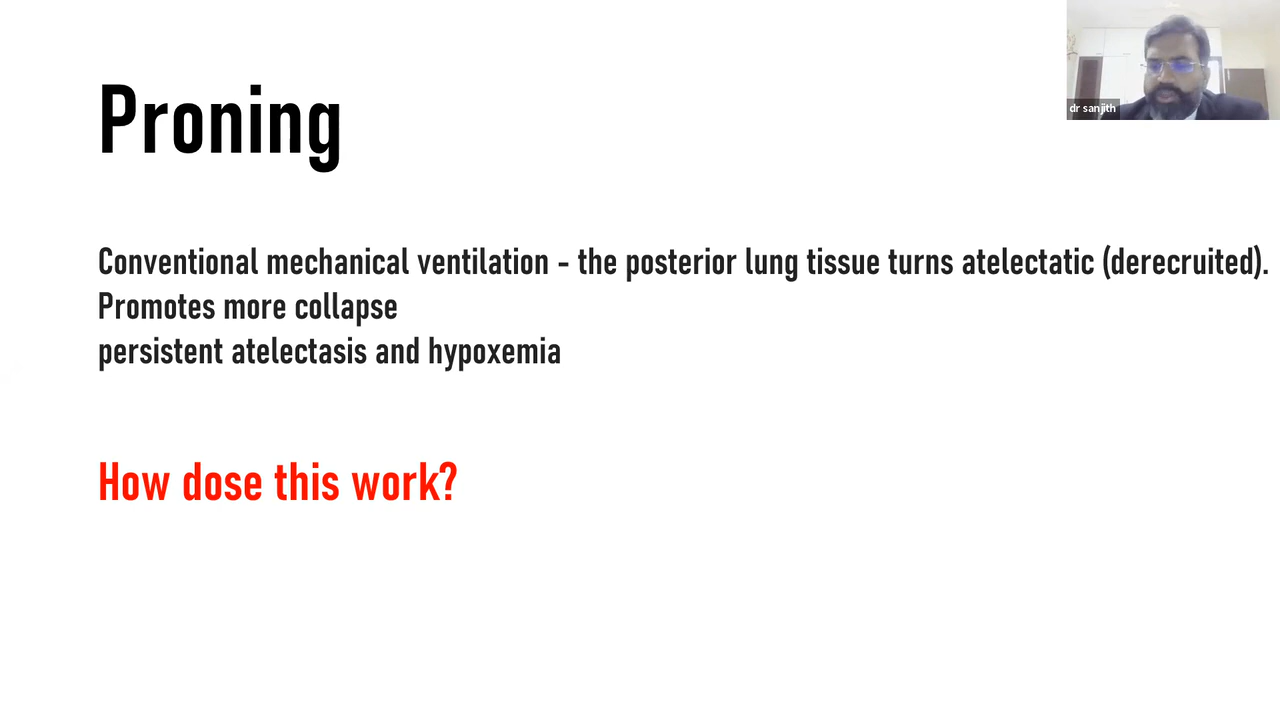 dr sanjith
Proning
Conventional mechanical ventilation - the posterior lung tissue turns atelectatic (derecruited).
Promotes more collapse
persistent atelectasis and hypoxemia
How dose this work?